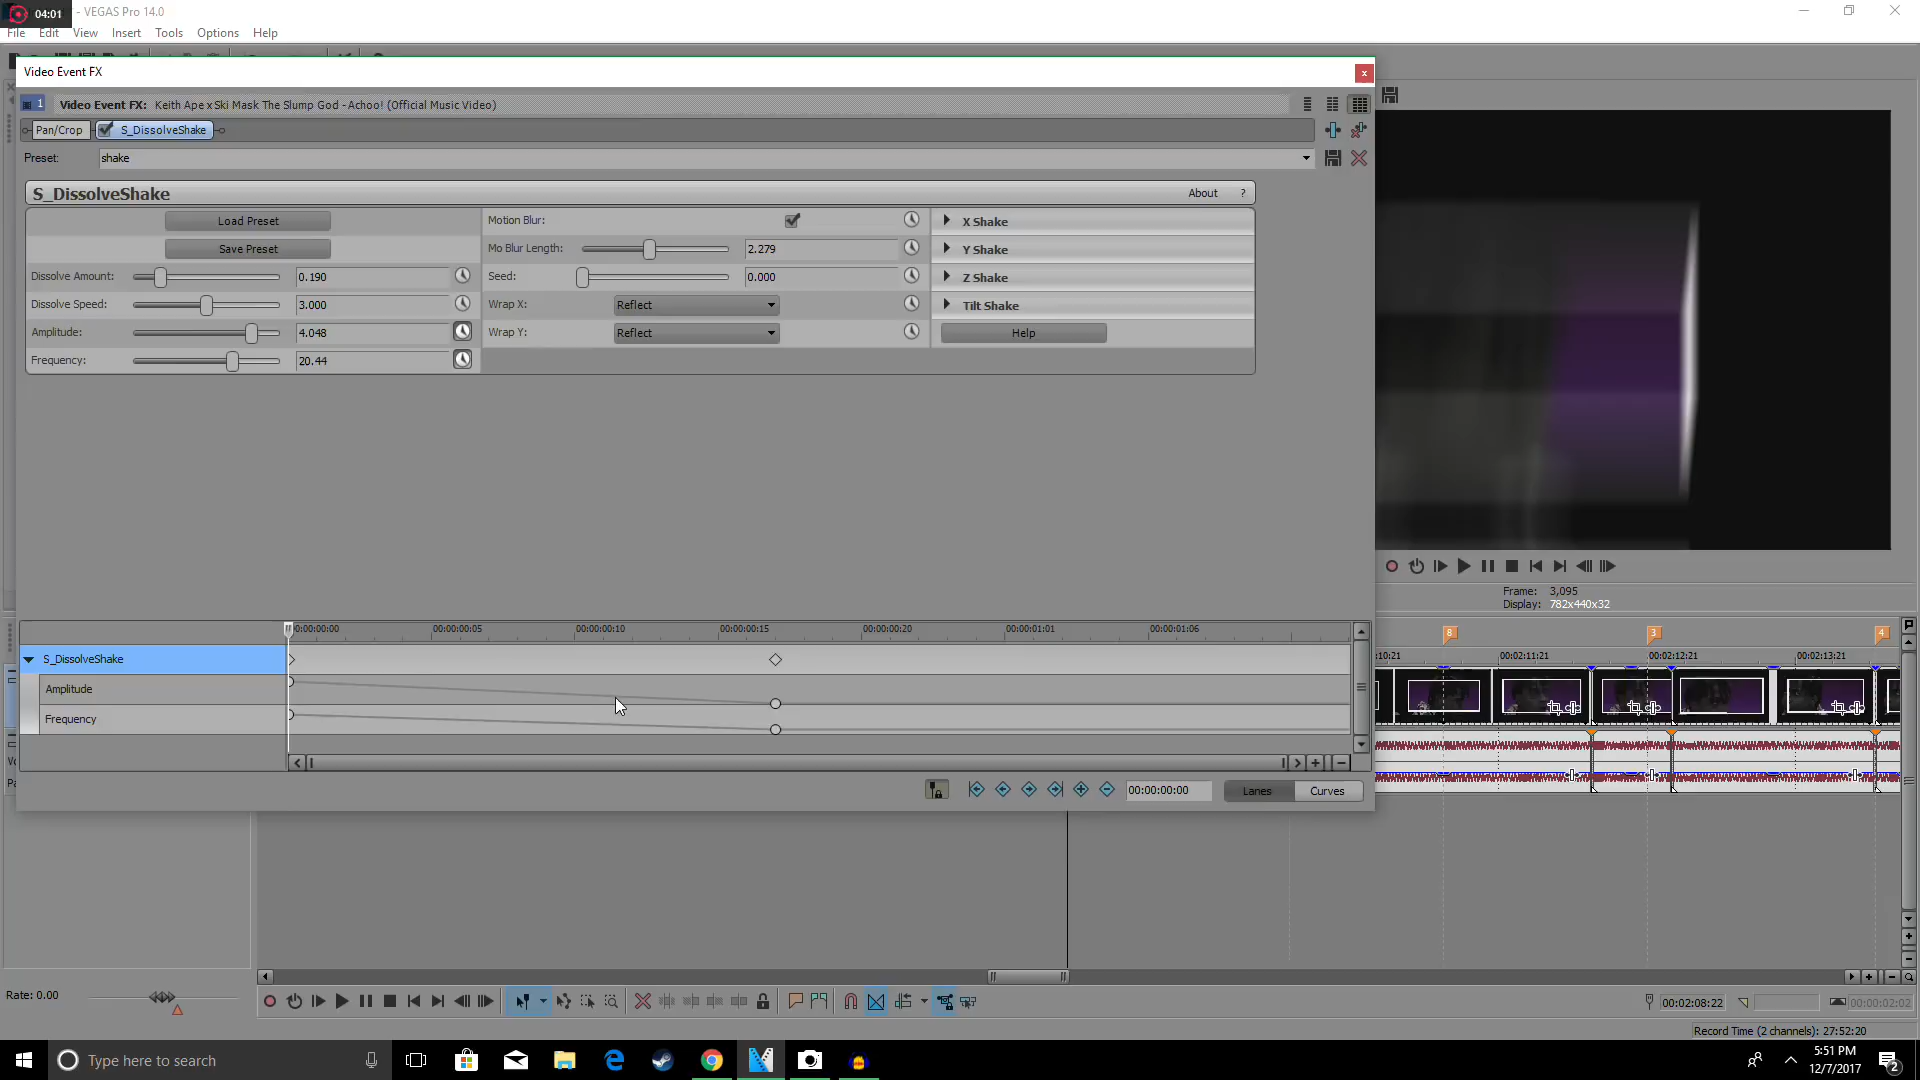 04:01
- VEGAS Pro 14.0
File Edit View Insert Tools Options Help
Video Event FX
x
1 Video Event FX: Keith Ape x Ski Mask The Slump God - Achoo! (Official Music Video)
Pan/Crop S_DissolveShake
Preset: shake
S_DissolveShake About ?
Load Preset
Save Preset
Dissolve Amount: 0.190
Dissolve Speed: 3.000
Amplitude: 4.048
Frequency: 20.44
Motion Blur:
Mo Blur Length: 2.279
Seed: 0.000
Wrap X: Reflect
Wrap Y: Reflect
X Shake
Y Shake
Z Shake
Tilt Shake
Help
Frame: 3,095
Display: 782x440x32
00:00:00:00 00:00:00:05 00:00:00:10 00:00:00:15 00:00:00:20 00:00:01:01 00:00:01:06
S_DissolveShake
Amplitude
Frequency
00:00:00:00 Lanes Curves
8 3 4
:10:21 00:02:11:21 00:02:12:21 00:02:13:21
Rate: 0.00
00:02:08:22 00:00:02:02
Record Time (2 channels): 27:52:20
Type here to search
5:51 PM
12/7/2017
2